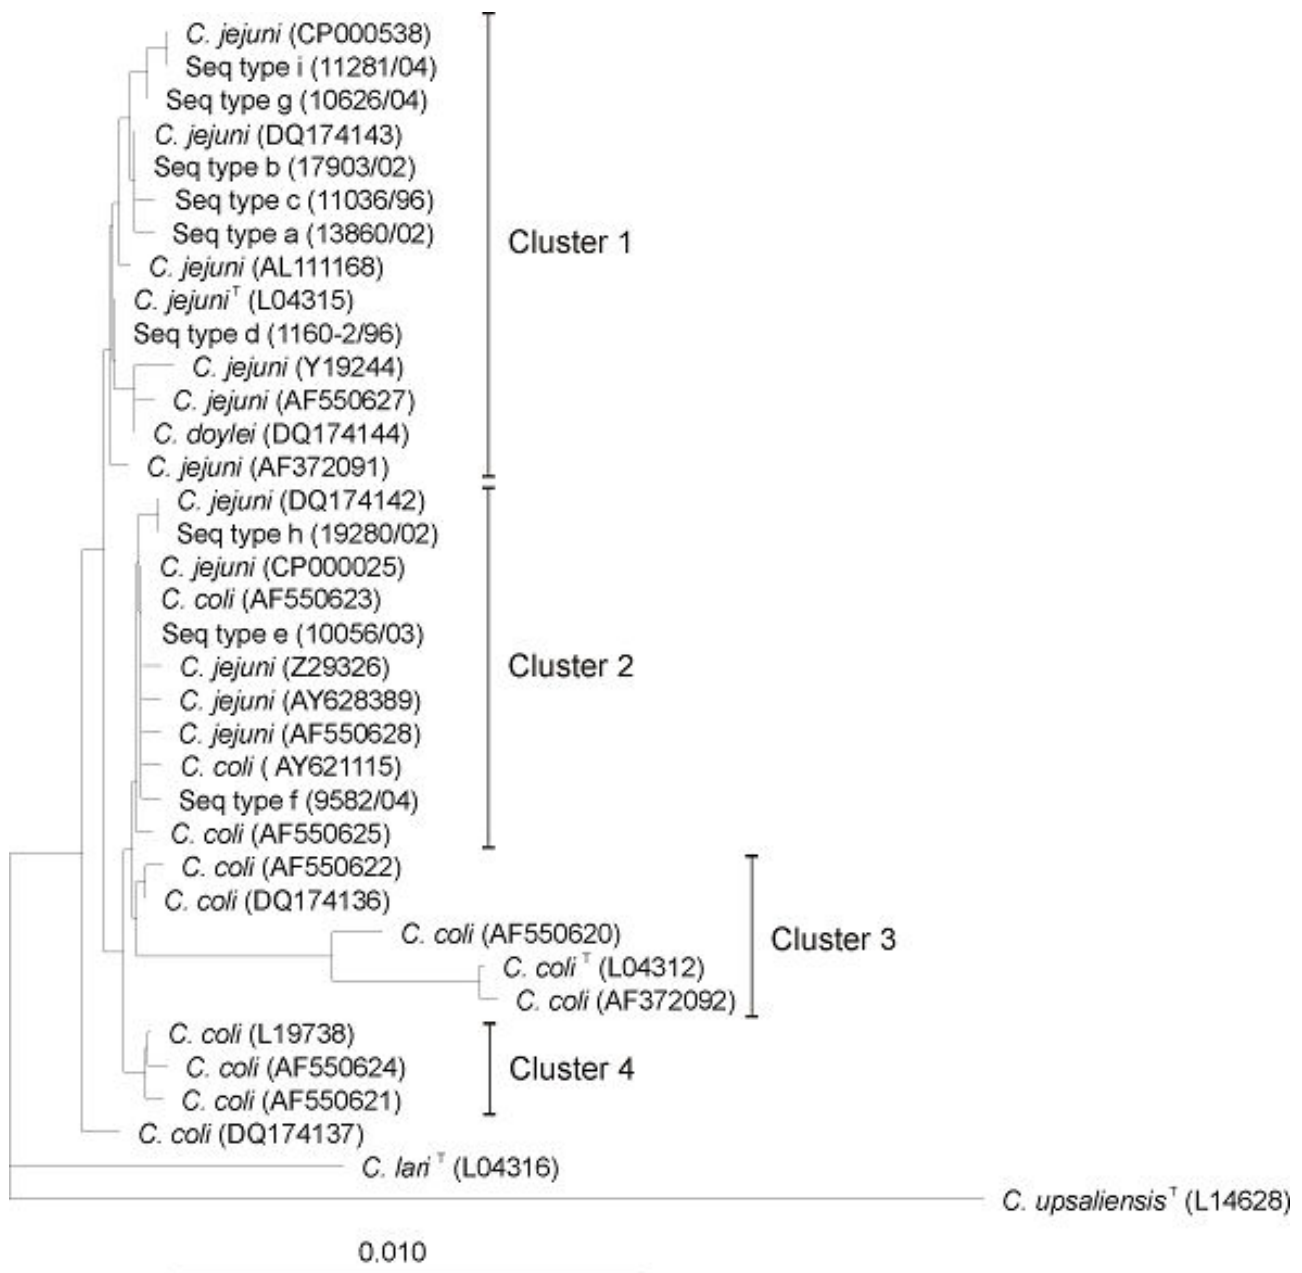 C. jejuni (CP000538)
Seq type i (11281/04)
Seq type g (10626/04)
C. jejuni (DQ174143)
Seq type b (17903/02)
Seq type c (11036/96)
Seq type a (13860/02)
Cluster 1
C. jejuni (AL111168)
C. jejuniᵀ (L04315)
Seq type d (1160-2/96)
C. jejuni (Y19244)
C. jejuni (AF550627)
C. doylei (DQ174144)
C. jejuni (AF372091)
C. jejuni (DQ174142)
Seq type h (19280/02)
C. jejuni (CP000025)
C. coli (AF550623)
Seq type e (10056/03)
C. jejuni (Z29326)
Cluster 2
C. jejuni (AY628389)
C. jejuni (AF550628)
C. coli ( AY621115)
Seq type f (9582/04)
C. coli (AF550625)
C. coli (AF550622)
C. coli (DQ174136)
C. coli (AF550620)
Cluster 3
C. coli ᵀ (L04312)
C. coli (AF372092)
C. coli (L19738)
C. coli (AF550624)
Cluster 4
C. coli (AF550621)
C. coli (DQ174137)
C. lari ᵀ (L04316)
C. upsaliensisᵀ (L14628)
0.010